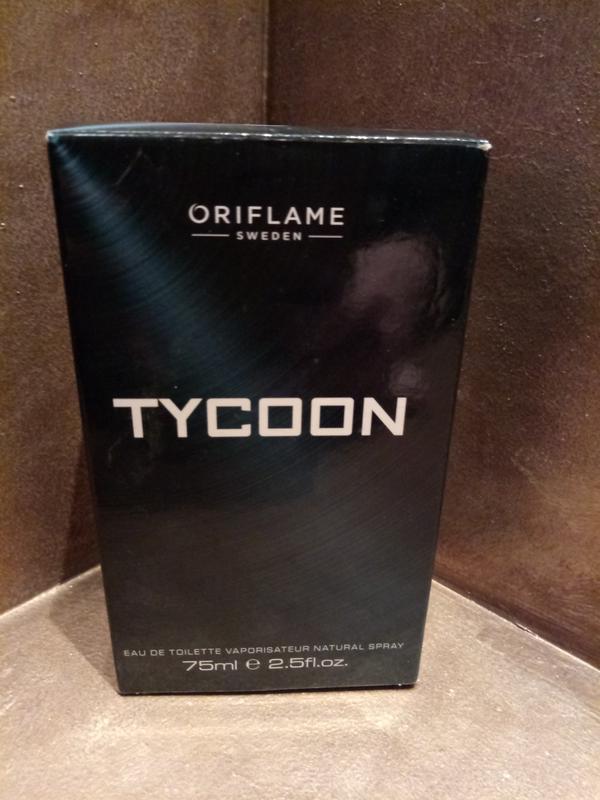 ORIFLAME
SWEDEN
TYCOON
EAU DE TOILETTE VAPORISATEUR NATURAL SPRAY
75ml ℮ 2.5fl.oz.